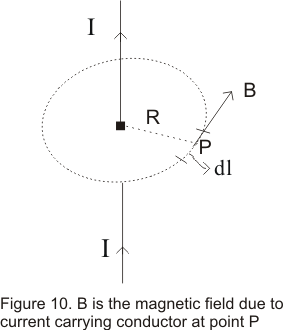 I
B
R
P
dl
I
Figure 10. B is the magnetic field due to
current carrying conductor at point P